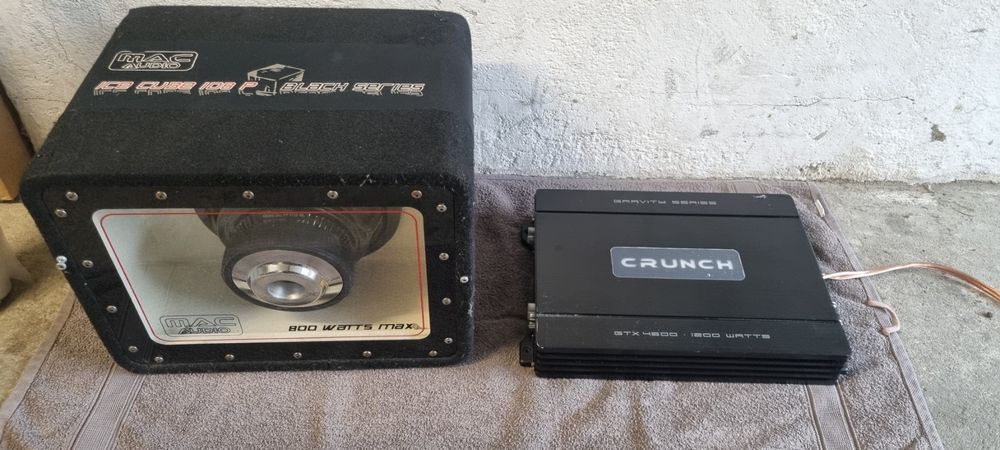 MAC
AUDIO
ICE CUBE 108 P BLACK SERIES
MAC
AUDIO
800 WATTS MAX
GRAVITY SERIES
CRUNCH
GTX 4600 · 1200 WATTS